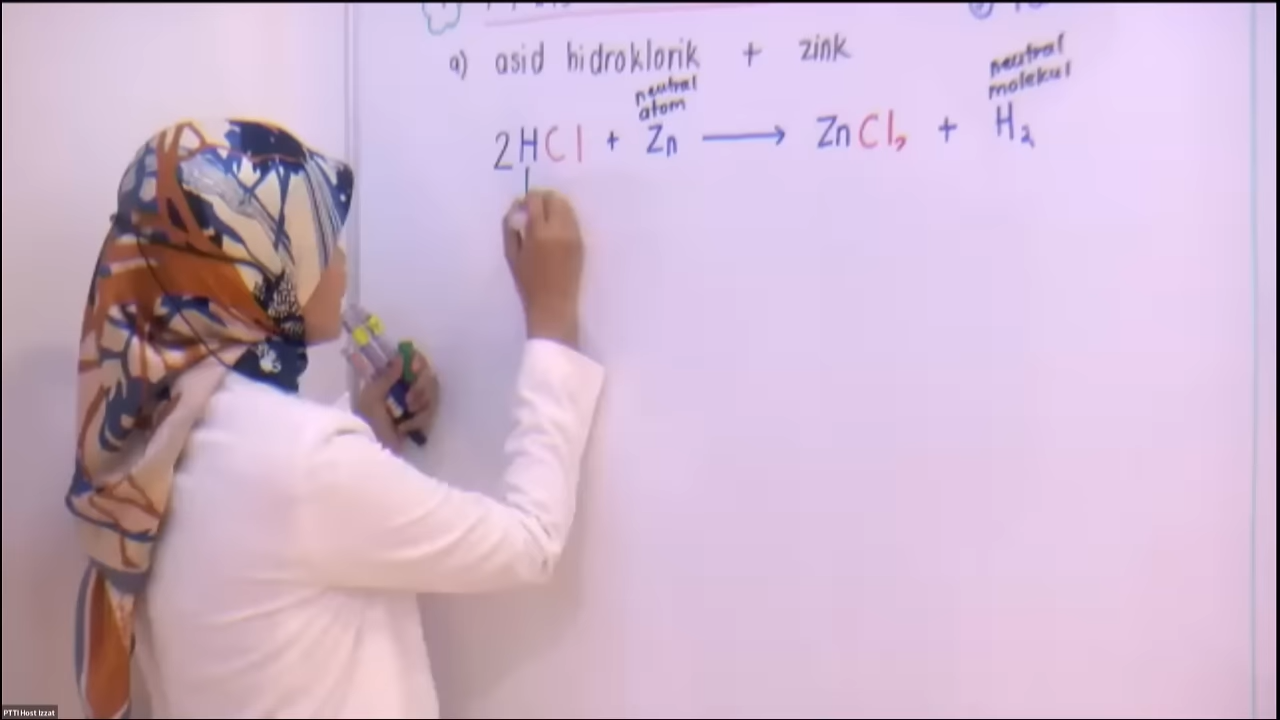 a) asid hidroklorik + zink
neutral
atom
neutral
molekul
2HCl + Zn → ZnCl₂ + H₂
PTTI Host Izzat